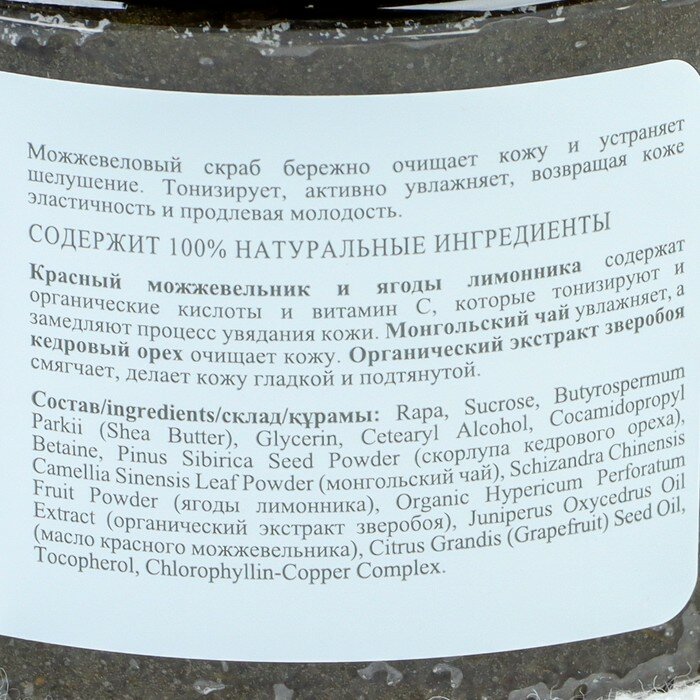 Можжевеловый скраб бережно очищает кожу и устраняет
шелушение. Тонизирует, активно увлажняет, возвращая коже
эластичность и продлевая молодость.
СОДЕРЖИТ 100% НАТУРАЛЬНЫЕ ИНГРЕДИЕНТЫ
Красный можжевельник и ягоды лимонника содержат
органические кислоты и витамин С, которые тонизируют и
замедляют процесс увядания кожи. Монгольский чай увлажняет, а
кедровый орех очищает кожу. Органический экстракт зверобоя
смягчает, делает кожу гладкой и подтянутой.
Состав/ingredients/склад/құрамы: Rapa, Sucrose, Butyrospermum
Parkii (Shea Butter), Glycerin, Cetearyl Alcohol, Cocamidopropyl
Betaine, Pinus Sibirica Seed Powder (скорлупа кедрового ореха),
Camellia Sinensis Leaf Powder (монгольский чай), Schizandra Chinensis
Fruit Powder (ягоды лимонника), Organic Hypericum Perforatum
Extract (органический экстракт зверобоя), Juniperus Oxycedrus Oil
(масло красного можжевельника), Citrus Grandis (Grapefruit) Seed Oil,
Tocopherol, Chlorophyllin-Copper Complex.